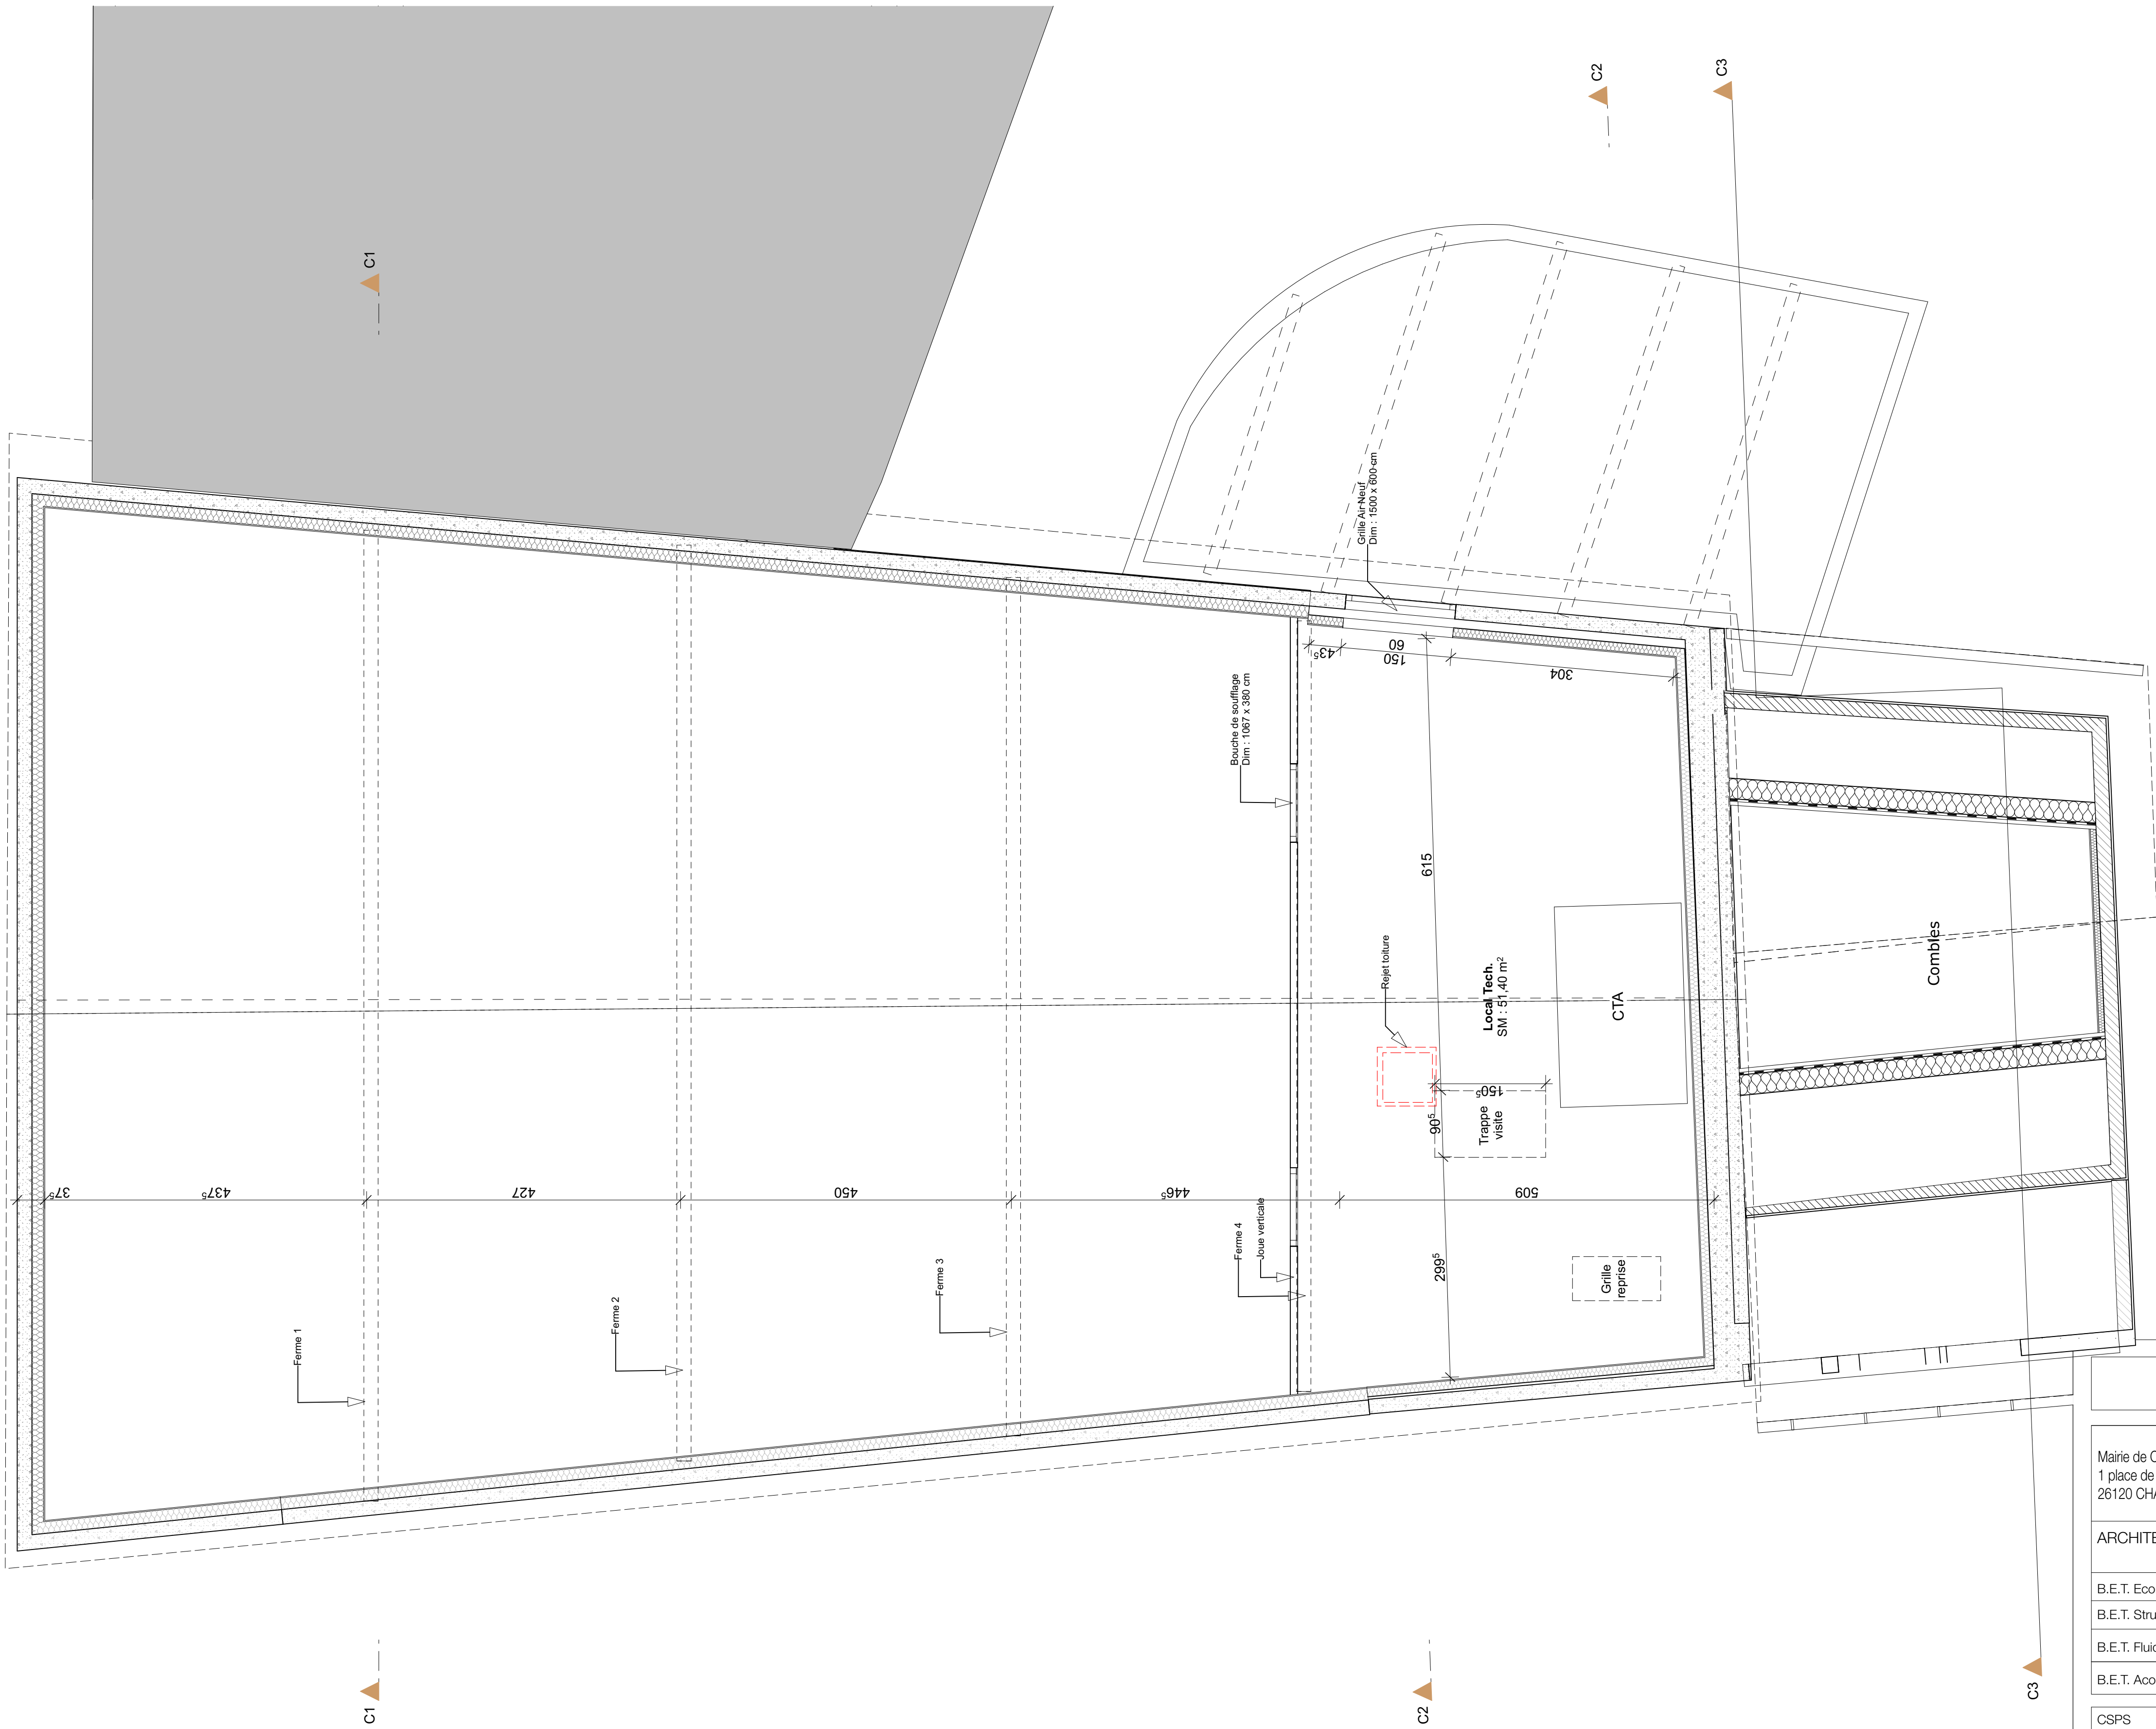 C1
C2
C3
Grille Air Neuf
Dim : 1500 x 600 cm
Bouche de soufflage
Dim : 1067 x 380 cm
43⁵
150
60
304
615
Rejet toiture
Local Tech.
SM : 51,40 m²
CTA
Combles
150⁵
90⁵
Trappe
visite
37⁵
437⁵
427
450
446⁵
509
299⁵
Grille
reprise
Ferme 1
Ferme 2
Ferme 3
Ferme 4
Joue verticale
C1
C2
C3
Mairie de C
1 place de
26120 CHA
ARCHITE
B.E.T. Eco
B.E.T. Stru
B.E.T. Fluid
B.E.T. Aco
CSPS